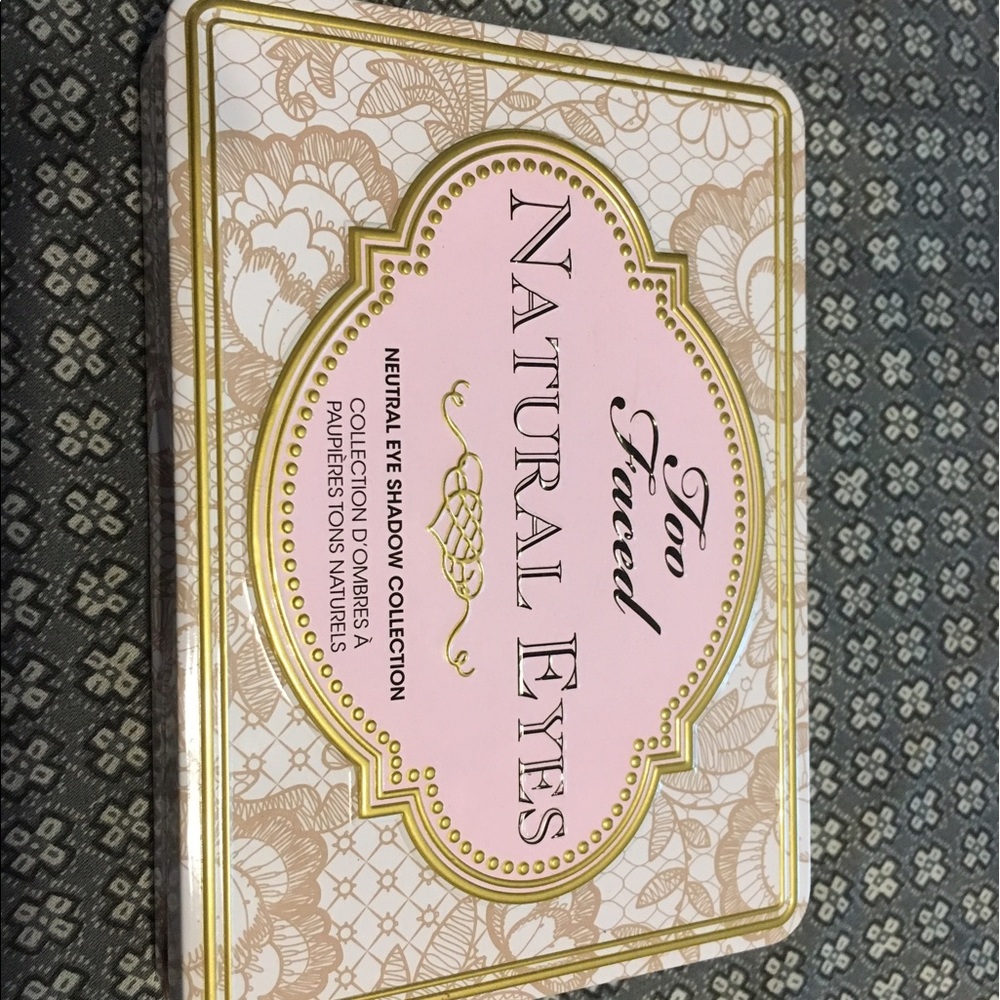 Too
Faced
NATURAL EYES
NEUTRAL EYE SHADOW COLLECTION
COLLECTION D'OMBRES À
PAUPIÈRES TONS NATURELS